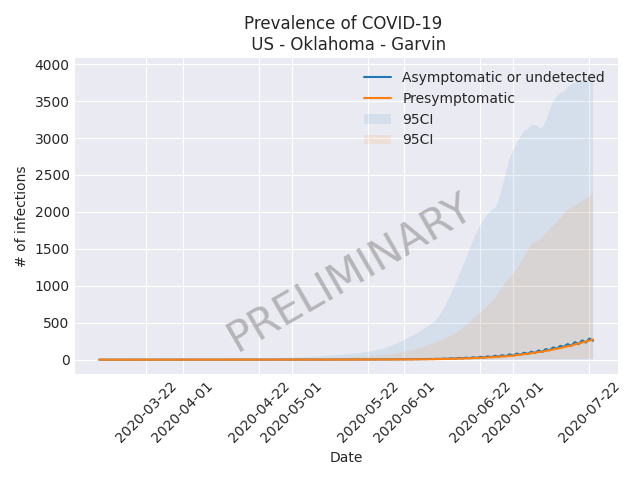 Prevalence of COVID-19
US - Oklahoma - Garvin
4000
3500
3000
2500
2000
1500
1000
500
0
# of infections
Asymptomatic or undetected
Presymptomatic
95CI
95CI
PRELIMINARY
2020-03-22
2020-04-01
2020-04-22
2020-05-01
2020-05-22
2020-06-01
2020-06-22
2020-07-01
2020-07-22
Date